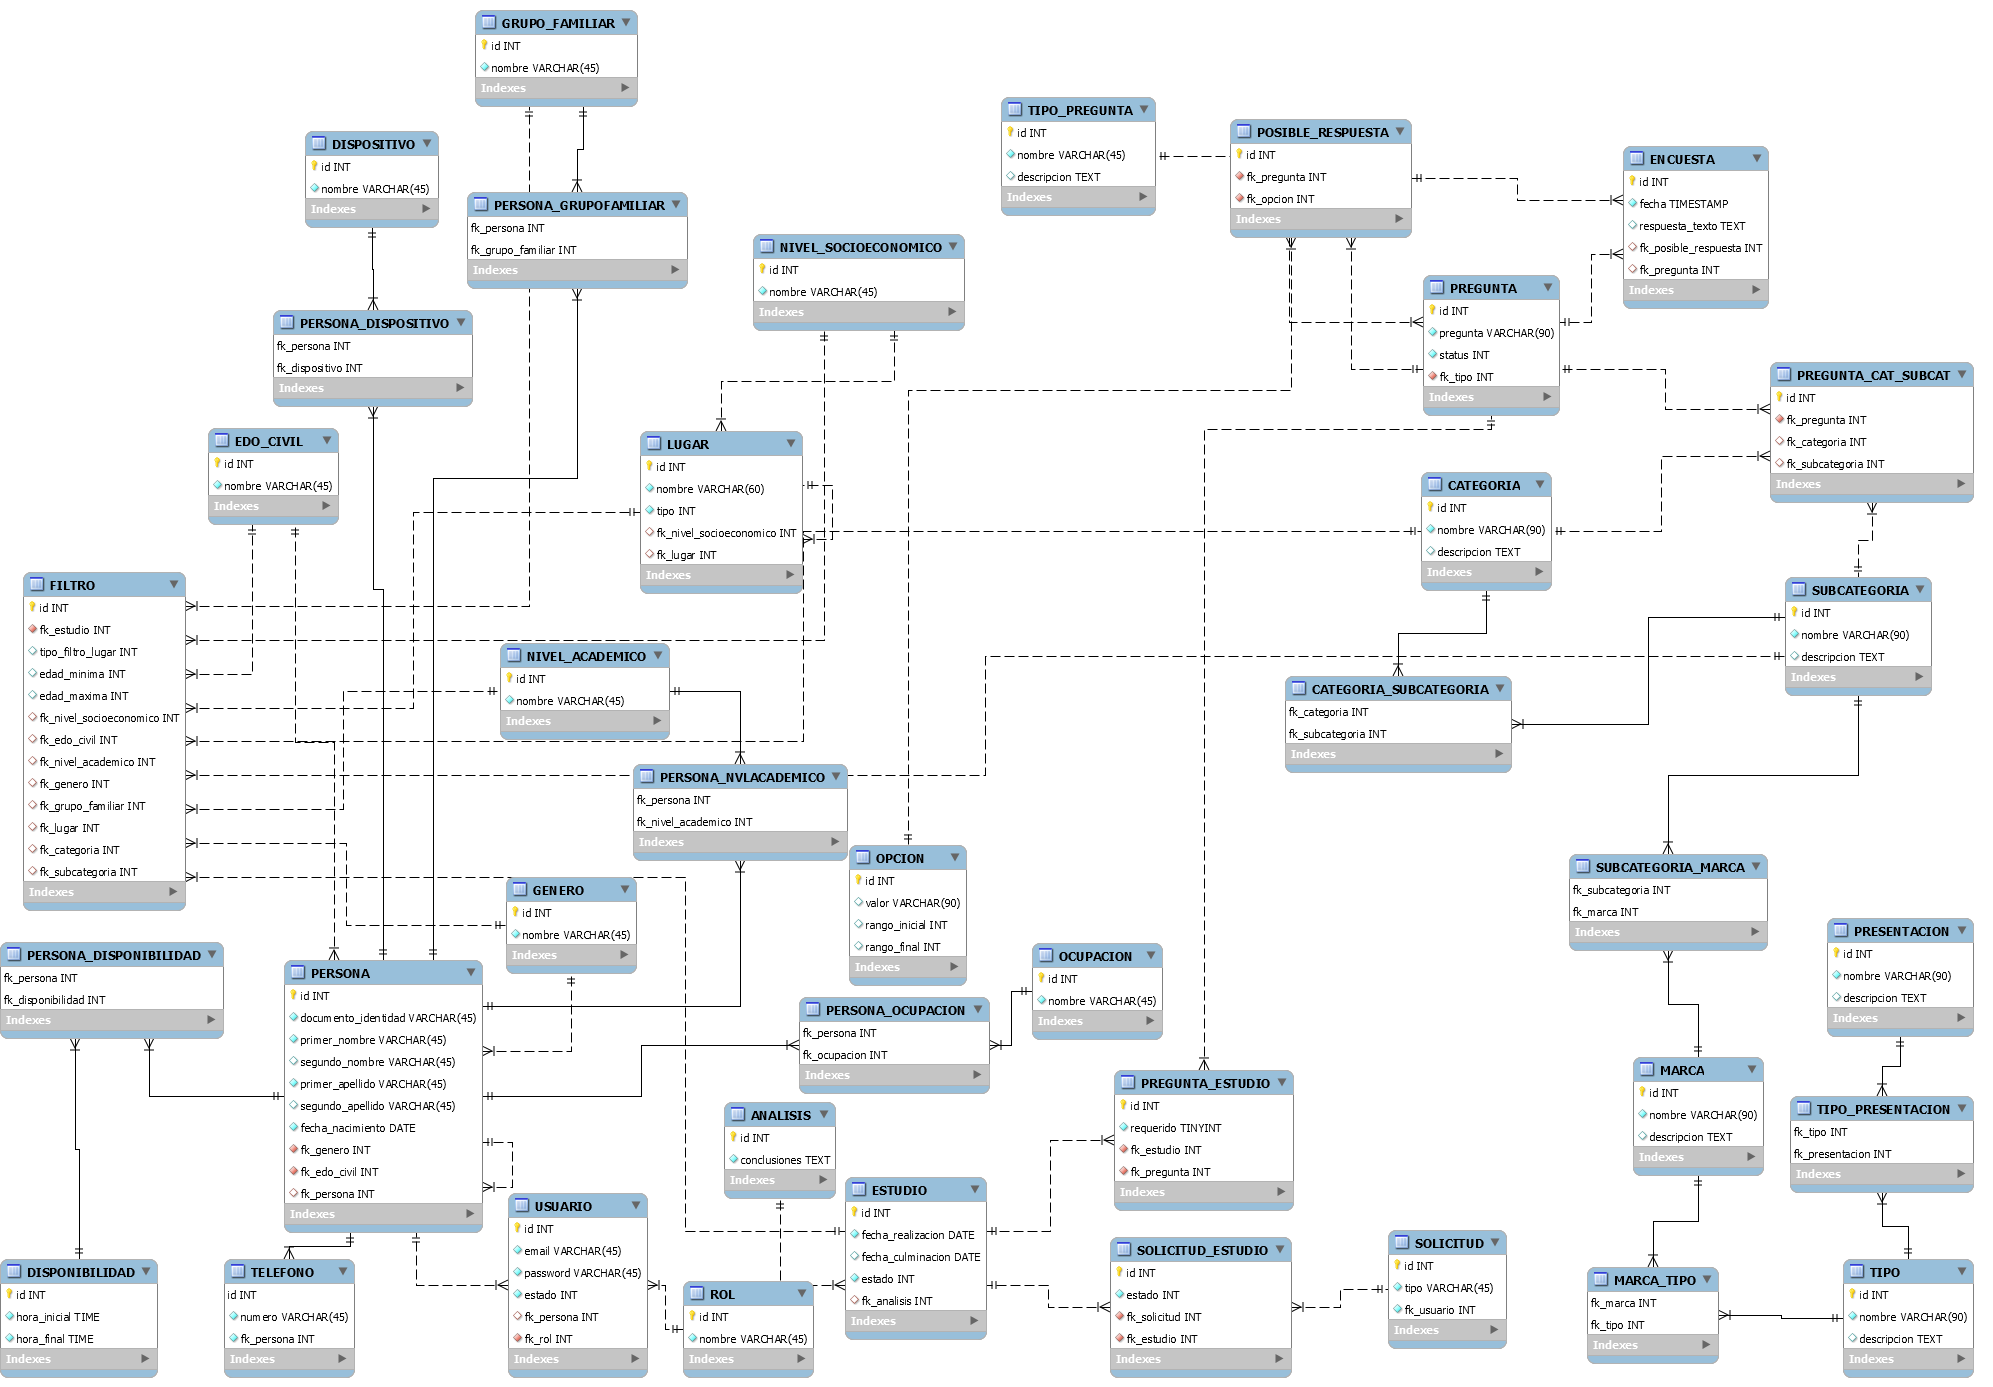 GRUPO_FAMILIAR
id INT
nombre VARCHAR(45)
Indexes
DISPOSITIVO
id INT
nombre VARCHAR(45)
Indexes
PERSONA_GRUPOFAMILIAR
fk_persona INT
fk_grupo_familiar INT
Indexes
TIPO_PREGUNTA
id INT
nombre VARCHAR(45)
descripcion TEXT
Indexes
POSIBLE_RESPUESTA
id INT
fk_pregunta INT
fk_opcion INT
Indexes
ENCUESTA
id INT
fecha TIMESTAMP
respuesta_texto TEXT
fk_posible_respuesta INT
fk_pregunta INT
Indexes
NIVEL_SOCIOECONOMICO
id INT
nombre VARCHAR(45)
Indexes
PERSONA_DISPOSITIVO
fk_persona INT
fk_dispositivo INT
Indexes
PREGUNTA
id INT
pregunta VARCHAR(90)
status INT
fk_tipo INT
Indexes
PREGUNTA_CAT_SUBCAT
id INT
fk_pregunta INT
fk_categoria INT
fk_subcategoria INT
Indexes
EDO_CIVIL
id INT
nombre VARCHAR(45)
Indexes
LUGAR
id INT
nombre VARCHAR(60)
tipo INT
fk_nivel_socioeconomico INT
fk_lugar INT
Indexes
CATEGORIA
id INT
nombre VARCHAR(90)
descripcion TEXT
Indexes
FILTRO
id INT
fk_estudio INT
tipo_filtro_lugar INT
edad_minima INT
edad_maxima INT
fk_nivel_socioeconomico INT
fk_edo_civil INT
fk_nivel_academico INT
fk_genero INT
fk_grupo_familiar INT
fk_lugar INT
fk_categoria INT
fk_subcategoria INT
Indexes
SUBCATEGORIA
id INT
nombre VARCHAR(90)
descripcion TEXT
Indexes
NIVEL_ACADEMICO
id INT
nombre VARCHAR(45)
Indexes
CATEGORIA_SUBCATEGORIA
fk_categoria INT
fk_subcategoria INT
Indexes
PERSONA_NVLACADEMICO
fk_persona INT
fk_nivel_academico INT
Indexes
OPCION
id INT
valor VARCHAR(90)
rango_inicial INT
rango_final INT
Indexes
SUBCATEGORIA_MARCA
fk_subcategoria INT
fk_marca INT
Indexes
GENERO
id INT
nombre VARCHAR(45)
Indexes
PRESENTACION
id INT
nombre VARCHAR(90)
descripcion TEXT
Indexes
PERSONA_DISPONIBILIDAD
fk_persona INT
fk_disponibilidad INT
Indexes
PERSONA
id INT
documento_identidad VARCHAR(45)
primer_nombre VARCHAR(45)
segundo_nombre VARCHAR(45)
primer_apellido VARCHAR(45)
segundo_apellido VARCHAR(45)
fecha_nacimiento DATE
fk_genero INT
fk_edo_civil INT
fk_persona INT
Indexes
OCUPACION
id INT
nombre VARCHAR(45)
Indexes
PERSONA_OCUPACION
fk_persona INT
fk_ocupacion INT
Indexes
MARCA
id INT
nombre VARCHAR(90)
descripcion TEXT
Indexes
PREGUNTA_ESTUDIO
id INT
requerido TINYINT
fk_estudio INT
fk_pregunta INT
Indexes
TIPO_PRESENTACION
fk_tipo INT
fk_presentacion INT
Indexes
ANALISIS
id INT
conclusiones TEXT
Indexes
ESTUDIO
id INT
fecha_realizacion DATE
fecha_culminacion DATE
estado INT
fk_analisis INT
Indexes
USUARIO
id INT
email VARCHAR(45)
password VARCHAR(45)
estado INT
fk_persona INT
fk_rol INT
Indexes
SOLICITUD_ESTUDIO
id INT
estado INT
fk_solicitud INT
fk_estudio INT
Indexes
SOLICITUD
id INT
tipo VARCHAR(45)
fk_usuario INT
Indexes
DISPONIBILIDAD
id INT
hora_inicial TIME
hora_final TIME
Indexes
TELEFONO
id INT
numero VARCHAR(45)
fk_persona INT
Indexes
ROL
id INT
nombre VARCHAR(45)
Indexes
MARCA_TIPO
fk_marca INT
fk_tipo INT
Indexes
TIPO
id INT
nombre VARCHAR(90)
descripcion TEXT
Indexes